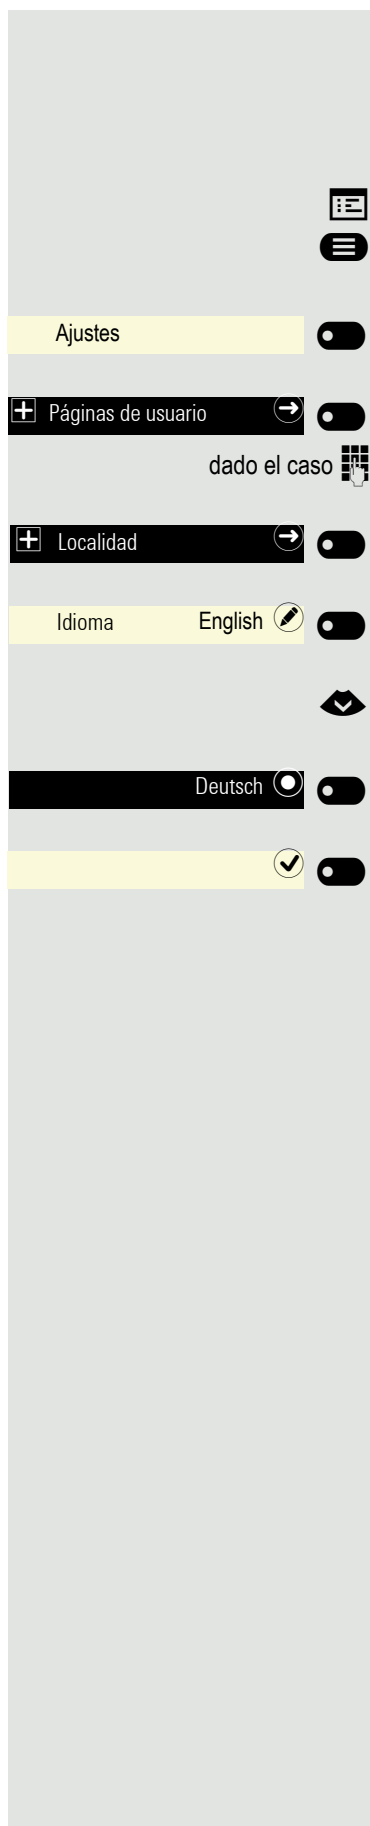 Ajustes
Páginas de usuario
dado el caso
Localidad
Idioma English
Deutsch